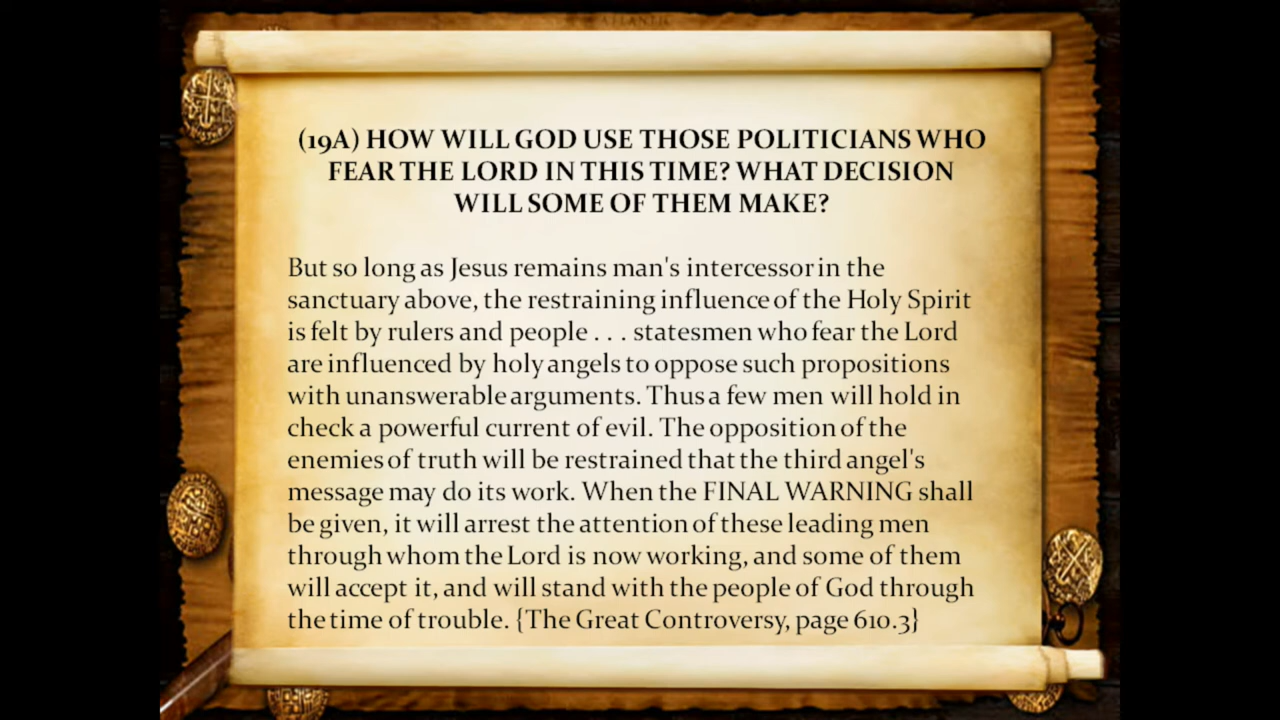 ATLANTIC
(19A) HOW WILL GOD USE THOSE POLITICIANS WHO
FEAR THE LORD IN THIS TIME? WHAT DECISION
WILL SOME OF THEM MAKE?
But so long as Jesus remains man's intercessor in the
sanctuary above, the restraining influence of the Holy Spirit
is felt by rulers and people . . . statesmen who fear the Lord
are influenced by holy angels to oppose such propositions
with unanswerable arguments. Thus a few men will hold in
check a powerful current of evil. The opposition of the
enemies of truth will be restrained that the third angel's
message may do its work. When the FINAL WARNING shall
be given, it will arrest the attention of these leading men
through whom the Lord is now working, and some of them
will accept it, and will stand with the people of God through
the time of trouble. {The Great Controversy, page 610.3}